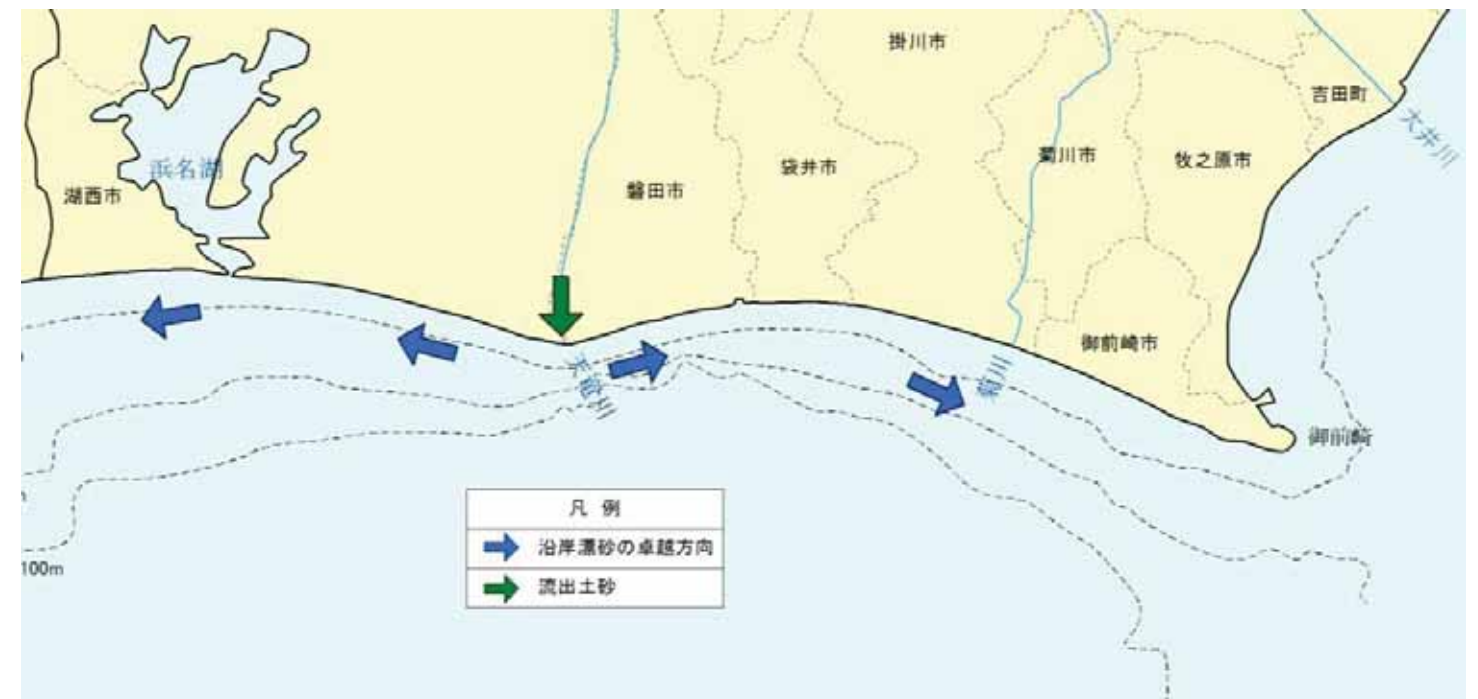 掛川市
吉田町
大井川
浜名湖
湖西市
磐田市
袋井市
菊川市
牧之原市
御前崎市
天竜川
菊川
御前崎
凡 例
沿岸漂砂の卓越方向
流出土砂
100m